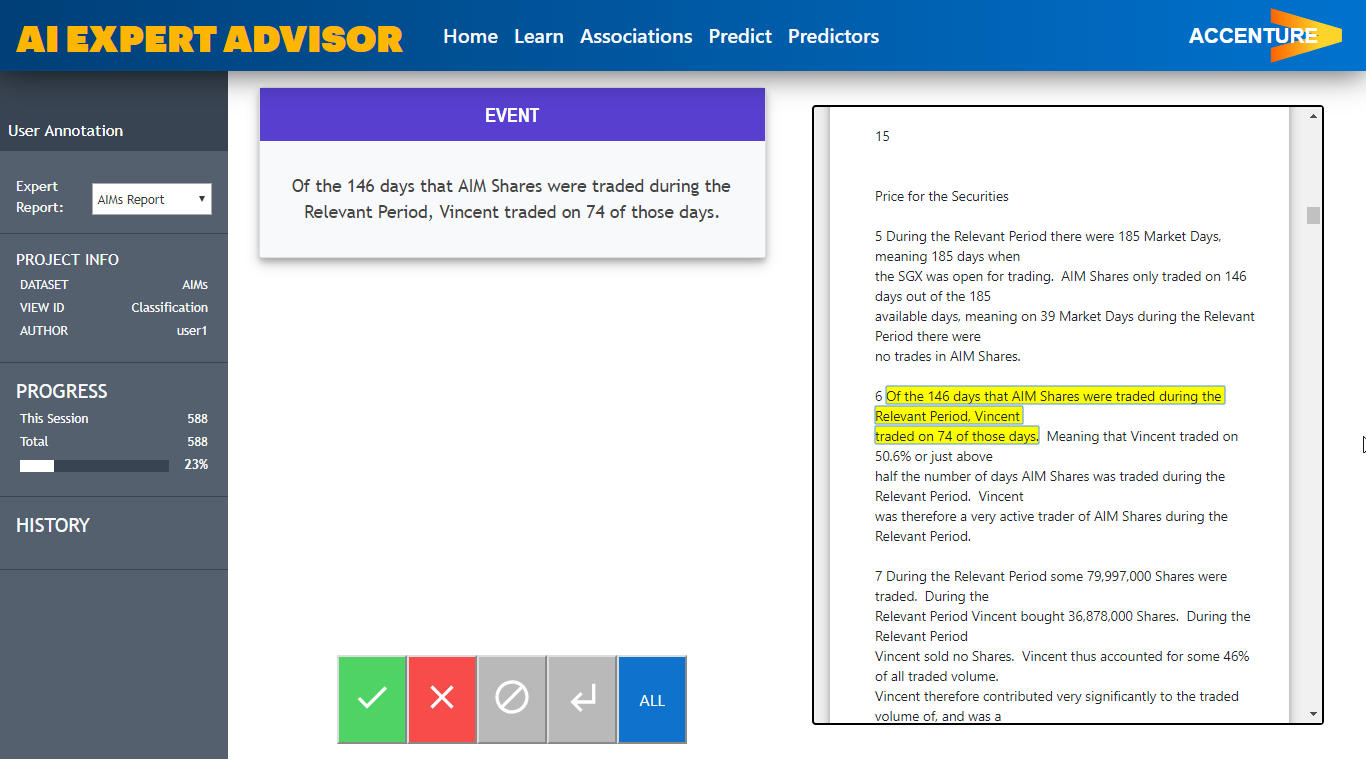 AI EXPERT ADVISOR
Home Learn Associations Predict Predictors
ACCENTURE
User Annotation
Expert
Report:
AIMs Report
PROJECT INFO
DATASET AIMs
VIEW ID Classification
AUTHOR user1
PROGRESS
This Session 588
Total 588
23%
HISTORY
EVENT
Of the 146 days that AIM Shares were traded during the
Relevant Period, Vincent traded on 74 of those days.
ALL
15
Price for the Securities
5 During the Relevant Period there were 185 Market Days,
meaning 185 days when
the SGX was open for trading.  AIM Shares only traded on 146
days out of the 185
available days, meaning on 39 Market Days during the Relevant
Period there were
no trades in AIM Shares.
6 Of the 146 days that AIM Shares were traded during the
Relevant Period, Vincent
traded on 74 of those days.  Meaning that Vincent traded on
50.6% or just above
half the number of days AIM Shares was traded during the
Relevant Period.  Vincent
was therefore a very active trader of AIM Shares during the
Relevant Period.
7 During the Relevant Period some 79,997,000 Shares were
traded.  During the
Relevant Period Vincent bought 36,878,000 Shares.  During the
Relevant Period
Vincent sold no Shares.  Vincent thus accounted for some 46%
of all traded volume.
Vincent therefore contributed very significantly to the traded
volume of, and was a